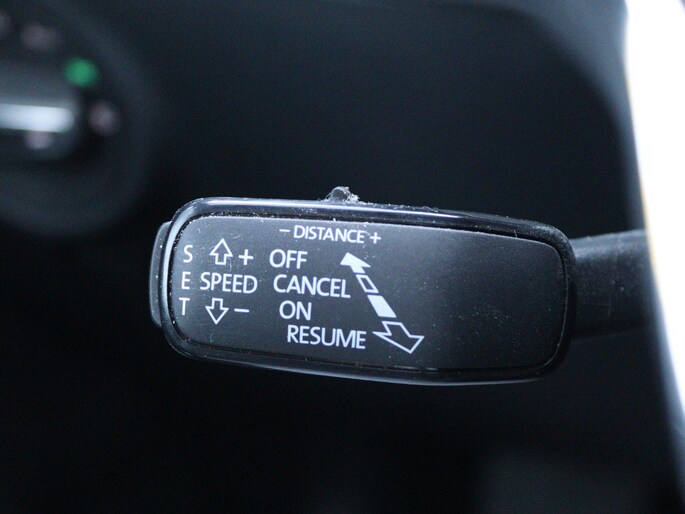 − DISTANCE +
S + OFF
E SPEED CANCEL
T − ON
RESUME